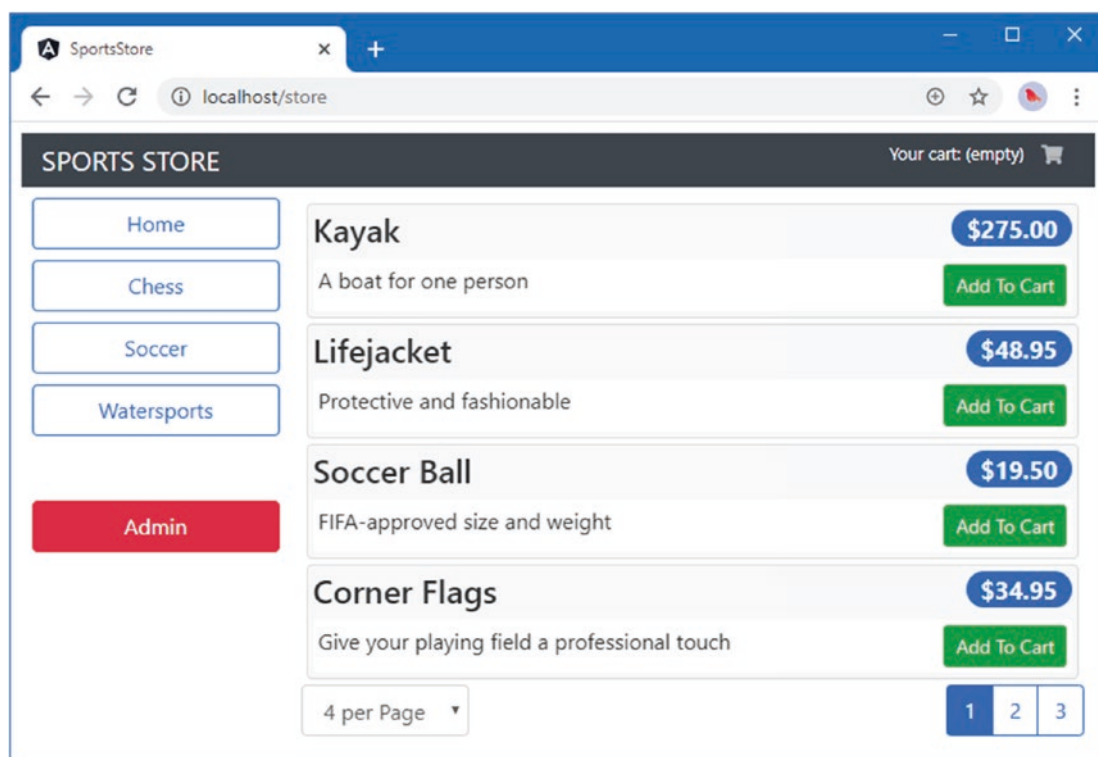 SportsStore
localhost/store
SPORTS STORE
Your cart: (empty)
Home
Chess
Soccer
Watersports
Admin
Kayak
$275.00
A boat for one person
Add To Cart
Lifejacket
$48.95
Protective and fashionable
Add To Cart
Soccer Ball
$19.50
FIFA-approved size and weight
Add To Cart
Corner Flags
$34.95
Give your playing field a professional touch
Add To Cart
4 per Page
1 2 3